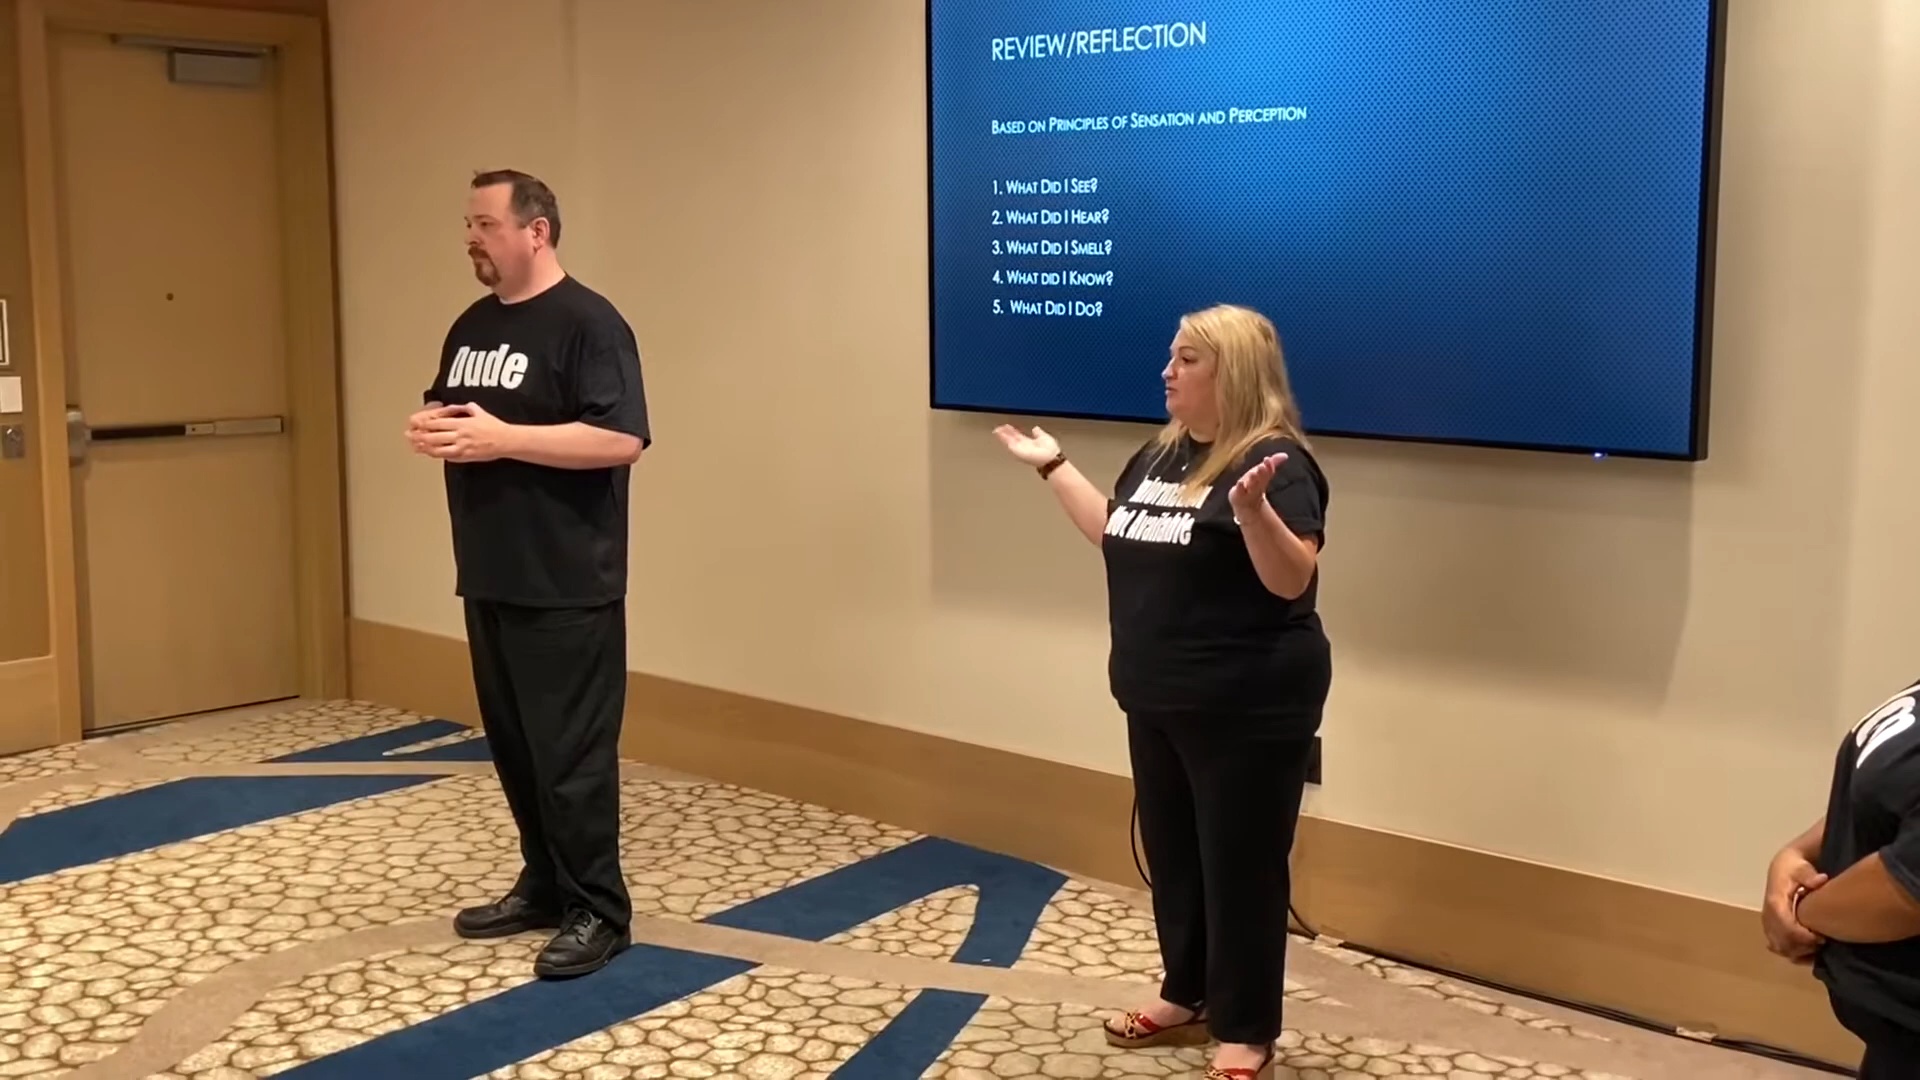 REVIEW/REFLECTION
BASED ON PRINCIPLES OF SENSATION AND PERCEPTION
1. WHAT DID I SEE?
2. WHAT DID I HEAR?
3. WHAT DID I SMELL?
4. WHAT DID I KNOW?
5. WHAT DID I DO?
Dude
Information
Not Available